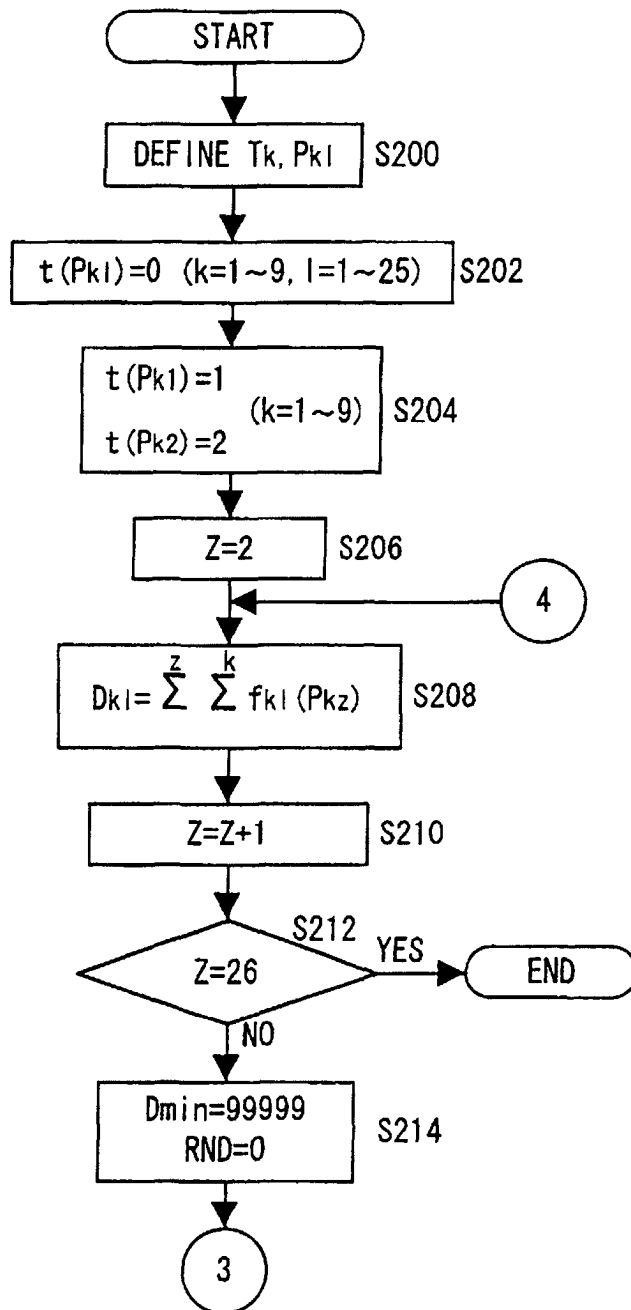 START
DEFINE Tk, Pkl S200
t(Pkl)=0 (k=1~9, l=1~25) S202
t(Pk1)=1
(k=1~9) S204
t(Pk2)=2
Z=2 S206
4
z k
Dkl=Σ Σ fkl(Pkz) S208
Z=Z+1 S210
S212
Z=26 YES END
NO
Dmin=99999
RND=0 S214
3